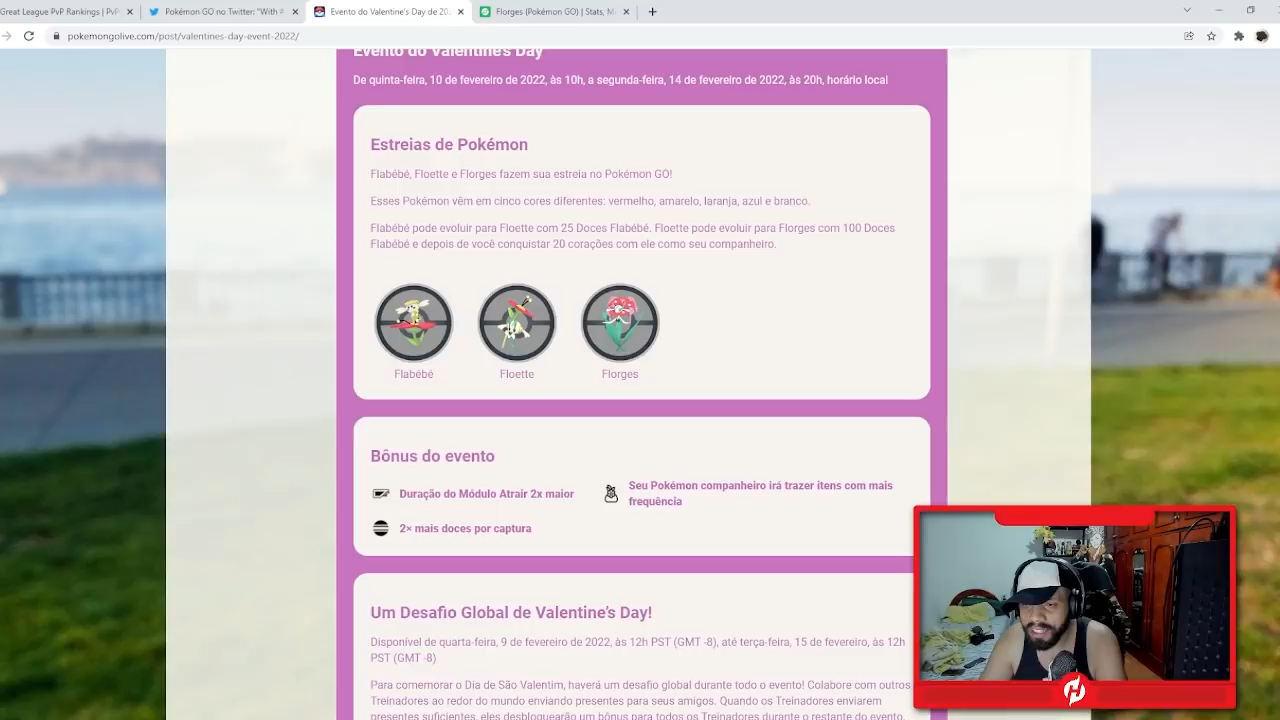 Great League PvP Rankings | PvP
Pokémon GO on Twitter: "With #
Evento do Valentine's Day de 20
Florges (Pokémon GO) | Stats, M
pokemongolive.com/post/valentines-day-event-2022/
Evento do Valentine's Day
De quinta-feira, 10 de fevereiro de 2022, às 10h, a segunda-feira, 14 de fevereiro de 2022, às 20h, horário local
Estreias de Pokémon
Flabébé, Floette e Florges fazem sua estreia no Pokémon GO!
Esses Pokémon vêm em cinco cores diferentes: vermelho, amarelo, laranja, azul e branco.
Flabébé pode evoluir para Floette com 25 Doces Flabébé. Floette pode evoluir para Florges com 100 Doces
Flabébé e depois de você conquistar 20 corações com ele como seu companheiro.
Flabébé
Floette
Florges
Bônus do evento
Duração do Módulo Atrair 2x maior
Seu Pokémon companheiro irá trazer itens com mais
frequência
2× mais doces por captura
Um Desafio Global de Valentine's Day!
Disponível de quarta-feira, 9 de fevereiro de 2022, às 12h PST (GMT -8), até terça-feira, 15 de fevereiro, às 12h
PST (GMT -8)
Para comemorar o Dia de São Valentim, haverá um desafio global durante todo o evento! Colabore com outros
Treinadores ao redor do mundo enviando presentes para seus amigos. Quando os Treinadores enviarem
presentes suficientes, eles desbloquearão um bônus para todos os Treinadores durante o restante do evento.